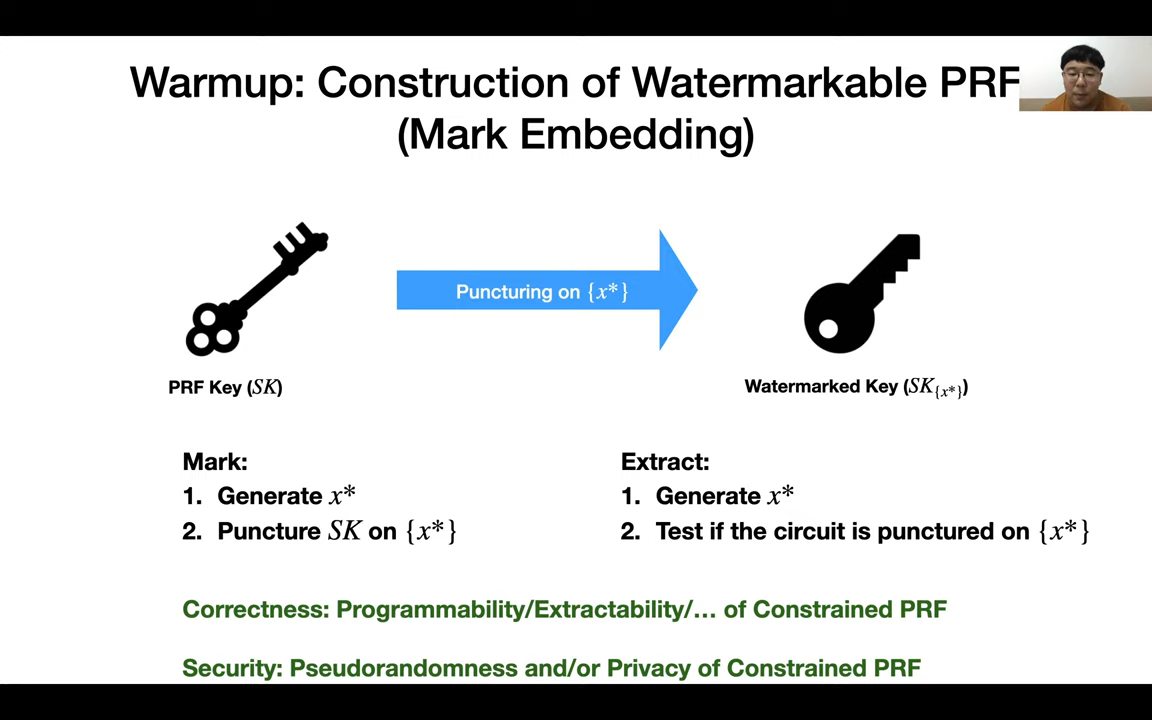 Warmup: Construction of Watermarkable PRF
(Mark Embedding)
Puncturing on {x*}
PRF Key (SK)
Watermarked Key (SK_{x*})
Mark:
1. Generate x*
2. Puncture SK on {x*}
Extract:
1. Generate x*
2. Test if the circuit is punctured on {x*}
Correctness: Programmability/Extractability/… of Constrained PRF
Security: Pseudorandomness and/or Privacy of Constrained PRF